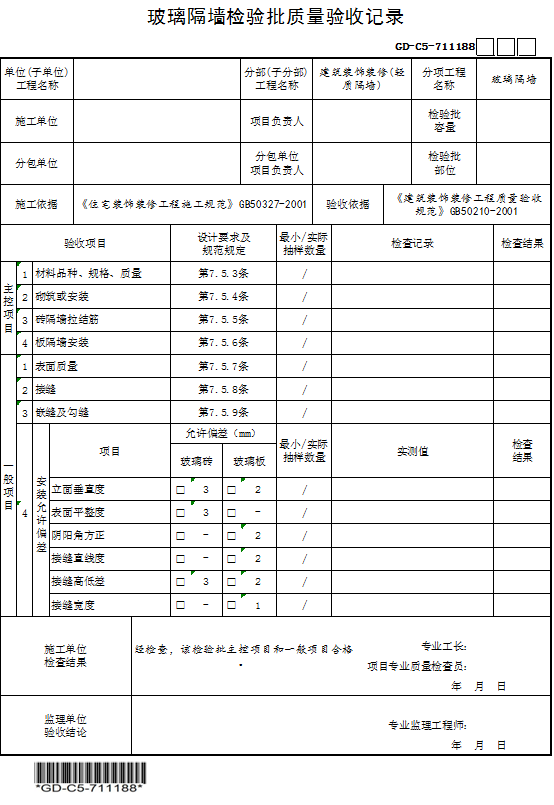 玻璃隔墙检验批质量验收记录
GD-C5-711188□□□
单位(子单位)
工程名称
分部(子分部)
工程名称
建筑装饰装修(轻
质隔墙)
分项工程
名称
玻璃隔墙
施工单位
项目负责人
检验批
容量
分包单位
分包单位
项目负责人
检验批
部位
施工依据
《住宅装饰装修工程施工规范》GB50327-2001
验收依据
《建筑装饰装修工程质量验收
规范》GB50210-2001
验收项目
设计要求及
规范规定
最小/实际
抽样数量
检查记录
检查结果
主控项目
1 材料品种、规格、质量 第7.5.3条 /
2 砌筑或安装 第7.5.4条 /
3 砖隔墙拉结筋 第7.5.5条 /
4 板隔墙安装 第7.5.6条 /
一般项目
1 表面质量 第7.5.7条 /
2 接缝 第7.5.8条 /
3 嵌缝及勾缝 第7.5.9条 /
4
安装允许偏差
项目
允许偏差（mm）
玻璃砖
玻璃板
最小/实际
抽样数量
实测值
检查
结果
立面垂直度 □ 3 □ 2 /
表面平整度 □ 3 □ - /
阴阳角方正 □ - □ 2 /
接缝直线度 □ - □ 2 /
接缝高低差 □ 3 □ 2 /
接缝宽度 □ - □ 1 /
施工单位
检查结果
经检查，该检验批主控项目和一般项目合格
.
专业工长：
项目专业质量检查员：
年 月 日
监理单位
验收结论
专业监理工程师：
年 月 日
*GD-C5-711188*